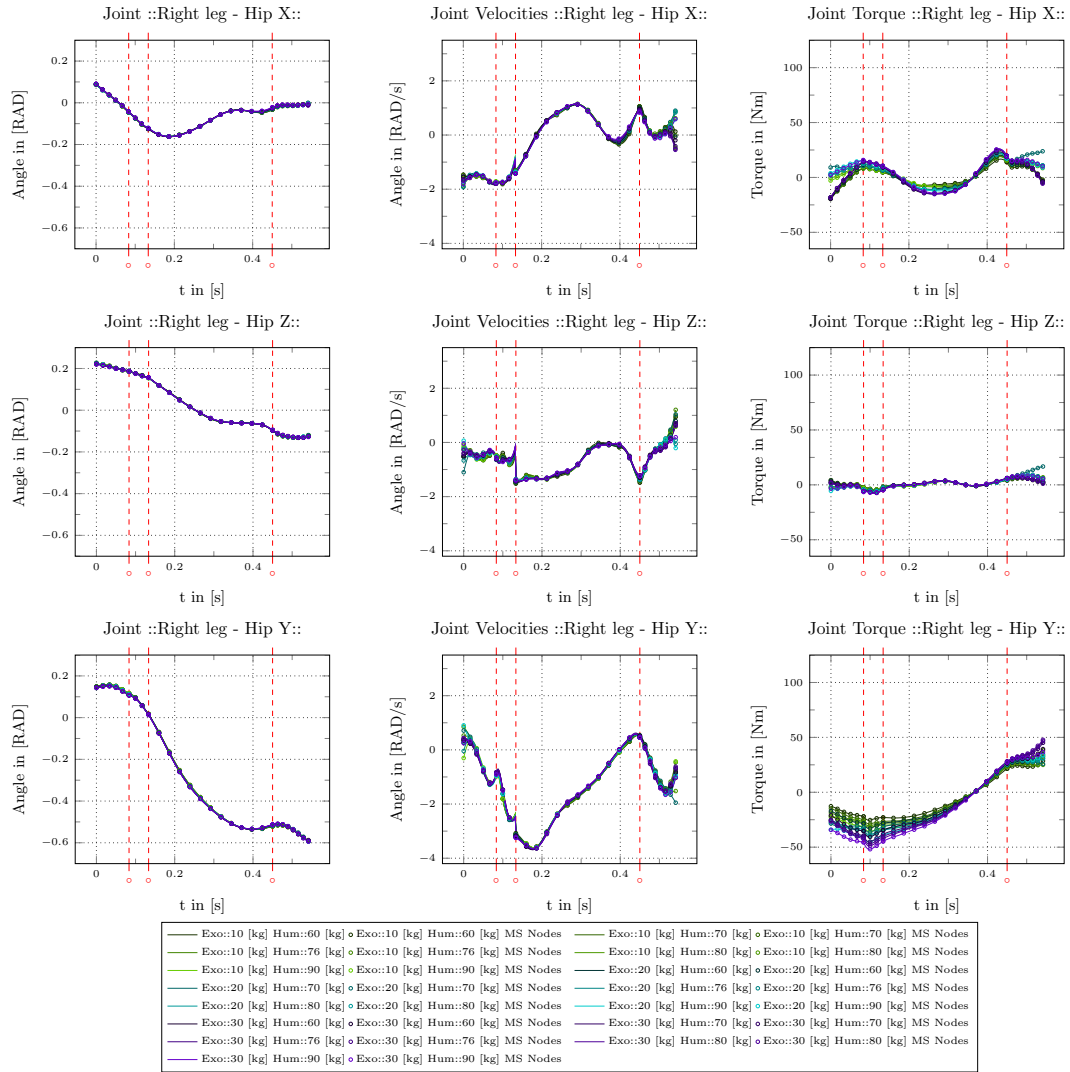 Joint ::Right leg - Hip X::
Joint Velocities ::Right leg - Hip X::
Joint Torque ::Right leg - Hip X::
Angle in [RAD]
0.2
0
−0.2
−0.4
−0.6
0
0.2
0.4
t in [s]
Angle in [RAD/s]
2
0
−2
−4
0
0.2
0.4
t in [s]
Torque in [Nm]
100
50
0
−50
0
0.2
0.4
t in [s]
Joint ::Right leg - Hip Z::
Joint Velocities ::Right leg - Hip Z::
Joint Torque ::Right leg - Hip Z::
Angle in [RAD]
0.2
0
−0.2
−0.4
−0.6
0
0.2
0.4
t in [s]
Angle in [RAD/s]
2
0
−2
−4
0
0.2
0.4
t in [s]
Torque in [Nm]
100
50
0
−50
0
0.2
0.4
t in [s]
Joint ::Right leg - Hip Y::
Joint Velocities ::Right leg - Hip Y::
Joint Torque ::Right leg - Hip Y::
Angle in [RAD]
0.2
0
−0.2
−0.4
−0.6
0
0.2
0.4
t in [s]
Angle in [RAD/s]
2
0
−2
−4
0
0.2
0.4
t in [s]
Torque in [Nm]
100
50
0
−50
0
0.2
0.4
t in [s]
Exo::10 [kg] Hum::60 [kg] Exo::10 [kg] Hum::60 [kg] MS Nodes Exo::10 [kg] Hum::70 [kg] Exo::10 [kg] Hum::70 [kg] MS Nodes
Exo::10 [kg] Hum::76 [kg] Exo::10 [kg] Hum::76 [kg] MS Nodes Exo::10 [kg] Hum::80 [kg] Exo::10 [kg] Hum::80 [kg] MS Nodes
Exo::10 [kg] Hum::90 [kg] Exo::10 [kg] Hum::90 [kg] MS Nodes Exo::20 [kg] Hum::60 [kg] Exo::20 [kg] Hum::60 [kg] MS Nodes
Exo::20 [kg] Hum::70 [kg] Exo::20 [kg] Hum::70 [kg] MS Nodes Exo::20 [kg] Hum::76 [kg] Exo::20 [kg] Hum::76 [kg] MS Nodes
Exo::20 [kg] Hum::80 [kg] Exo::20 [kg] Hum::80 [kg] MS Nodes Exo::20 [kg] Hum::90 [kg] Exo::20 [kg] Hum::90 [kg] MS Nodes
Exo::30 [kg] Hum::60 [kg] Exo::30 [kg] Hum::60 [kg] MS Nodes Exo::30 [kg] Hum::70 [kg] Exo::30 [kg] Hum::70 [kg] MS Nodes
Exo::30 [kg] Hum::76 [kg] Exo::30 [kg] Hum::76 [kg] MS Nodes Exo::30 [kg] Hum::80 [kg] Exo::30 [kg] Hum::80 [kg] MS Nodes
Exo::30 [kg] Hum::90 [kg] Exo::30 [kg] Hum::90 [kg] MS Nodes